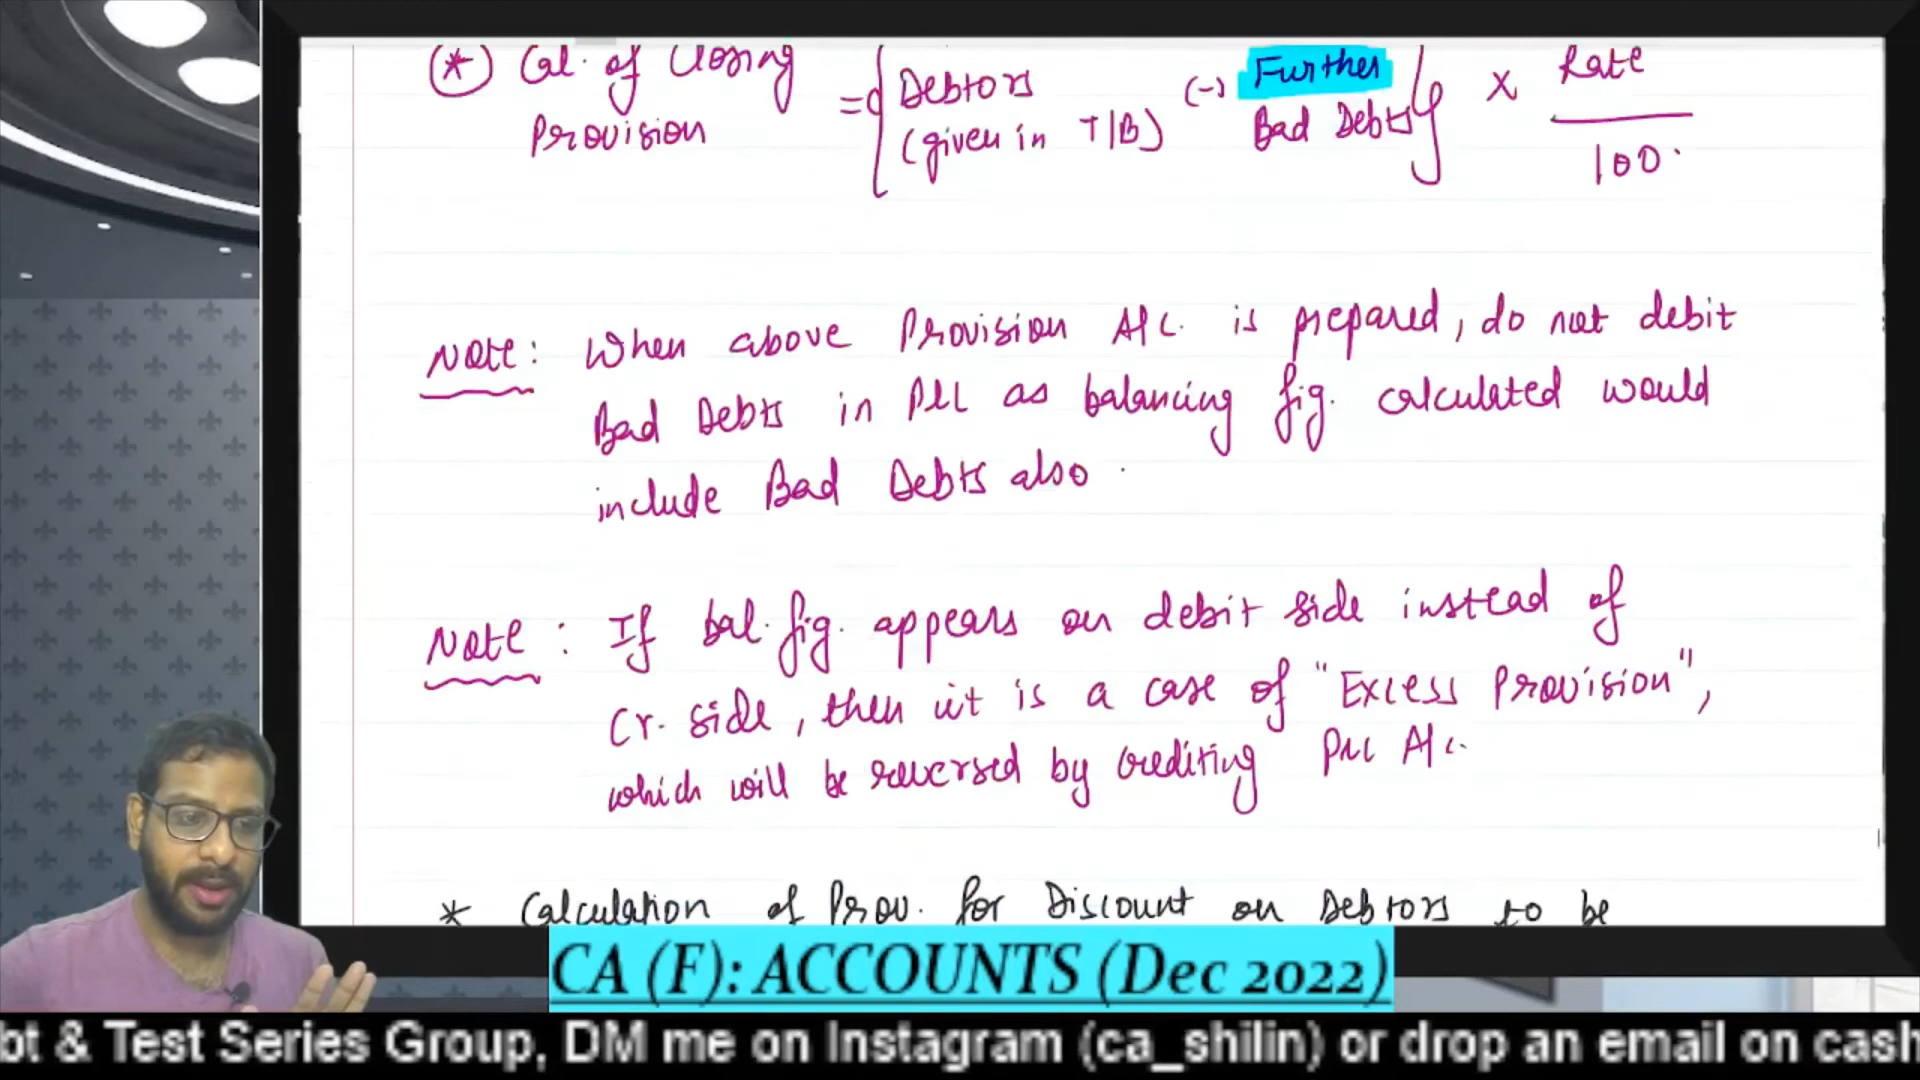 (*) Cal. of Closing Provision = { Debtors (given in T/B) (-) Further Bad Debts } X Rate / 100.
Note: When above Provision A/c. is prepared, do not debit
Bad Debts in P&L as balancing fig. calculated would
include Bad Debts also.
Note: If bal. fig. appears on debit side instead of
Cr. side, then it is a case of "Excess Provision",
which will be reversed by crediting P&L A/c.
* Calculation of Prov. for Discount on Debtors to be
CA (F): ACCOUNTS (Dec 2022)
bt & Test Series Group, DM me on Instagram (ca_shilin) or drop an email on cash